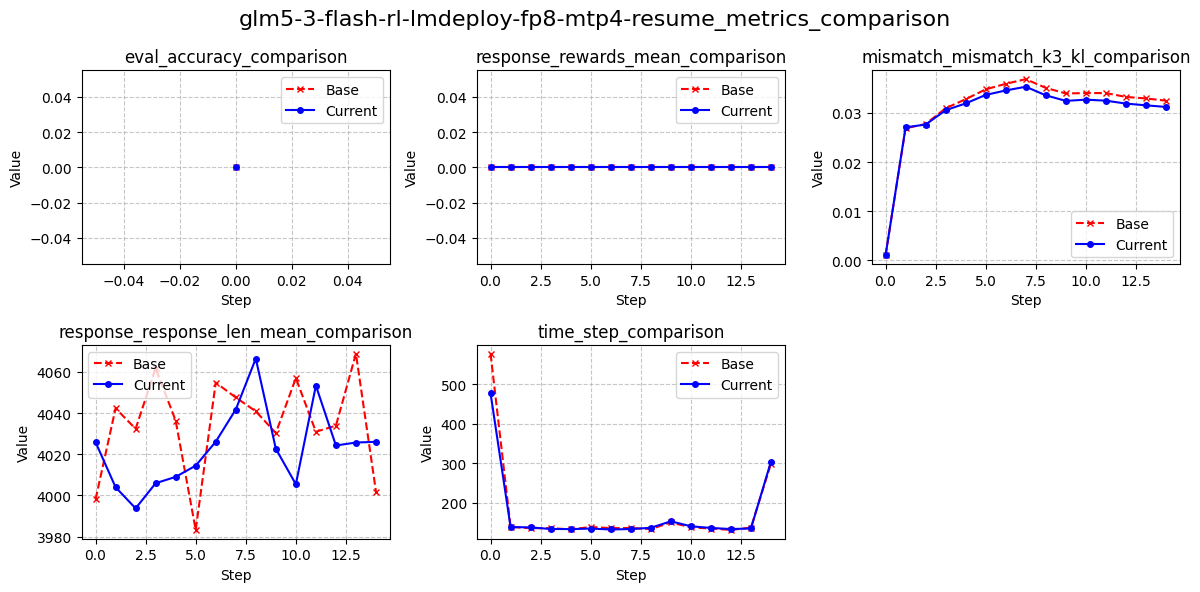 glm5-3-flash-rl-lmdeploy-fp8-mtp4-resume_metrics_comparison
eval_accuracy_comparison
Value
0.04
0.02
0.00
−0.02
−0.04
Base
Current
−0.04
−0.02
0.00
0.02
0.04
Step
response_rewards_mean_comparison
Value
0.04
0.02
0.00
−0.02
−0.04
Base
Current
0.0
2.5
5.0
7.5
10.0
12.5
Step
mismatch_mismatch_k3_kl_comparison
Value
0.03
0.02
0.01
0.00
Base
Current
0.0
2.5
5.0
7.5
10.0
12.5
Step
response_response_len_mean_comparison
Value
4060
4040
4020
4000
3980
Base
Current
0.0
2.5
5.0
7.5
10.0
12.5
Step
time_step_comparison
Value
500
400
300
200
Base
Current
0.0
2.5
5.0
7.5
10.0
12.5
Step